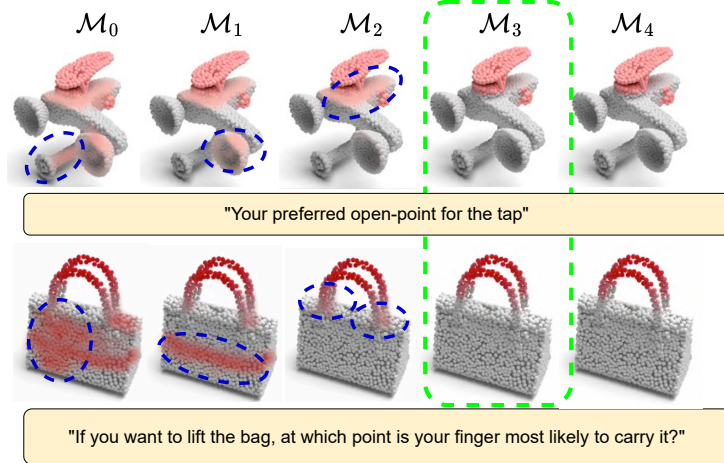 M₀ M₁ M₂ M₃ M₄
"Your preferred open-point for the tap"
"If you want to lift the bag, at which point is your finger most likely to carry it?"